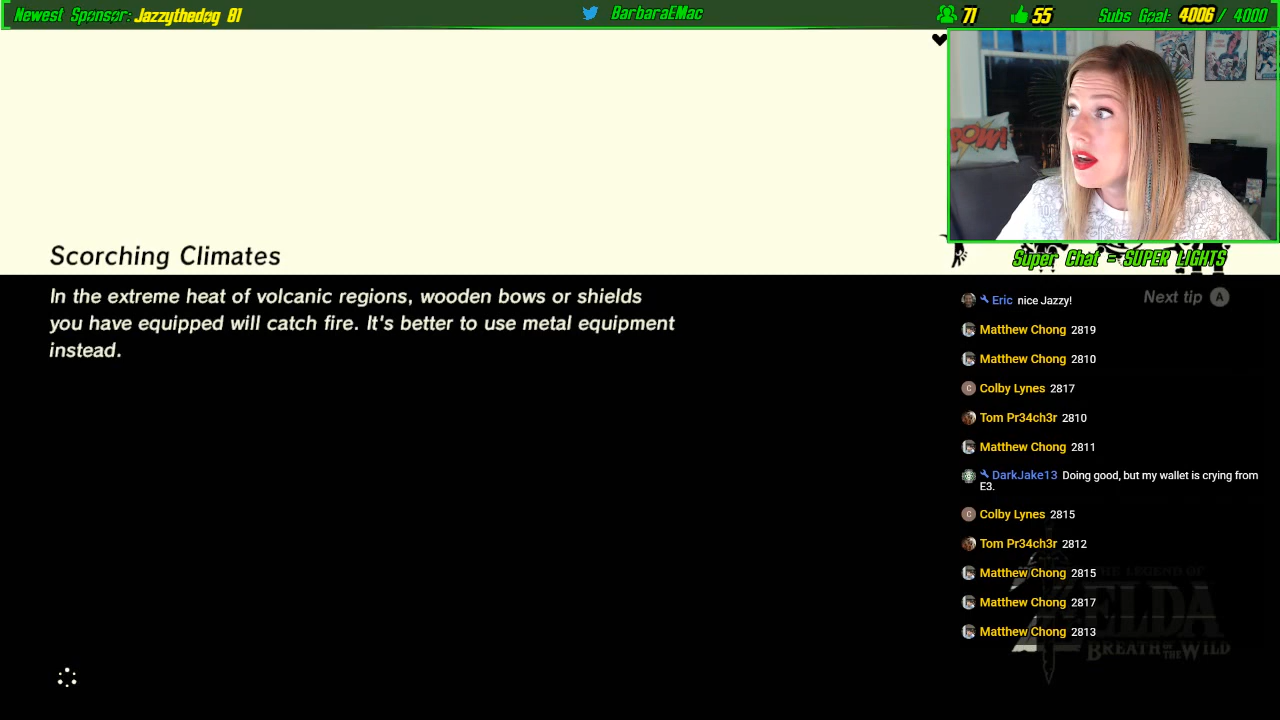 Newest Sponsor: Jazzythedog 81
BarbaraEMac
71
55
Subs Goal: 4006 / 4000
POW!
Super Chat = SUPER LIGHTS
Scorching Climates
In the extreme heat of volcanic regions, wooden bows or shields
you have equipped will catch fire. It's better to use metal equipment
instead.
Next tip A
Eric nice Jazzy!
Matthew Chong 2819
Matthew Chong 2810
C Colby Lynes 2817
Tom Pr34ch3r 2810
Matthew Chong 2811
DarkJake13 Doing good, but my wallet is crying from
E3.
C Colby Lynes 2815
Tom Pr34ch3r 2812
Matthew Chong 2815
Matthew Chong 2817
Matthew Chong 2813
THE LEGEND OF
ZELDA
BREATH OF THE WILD